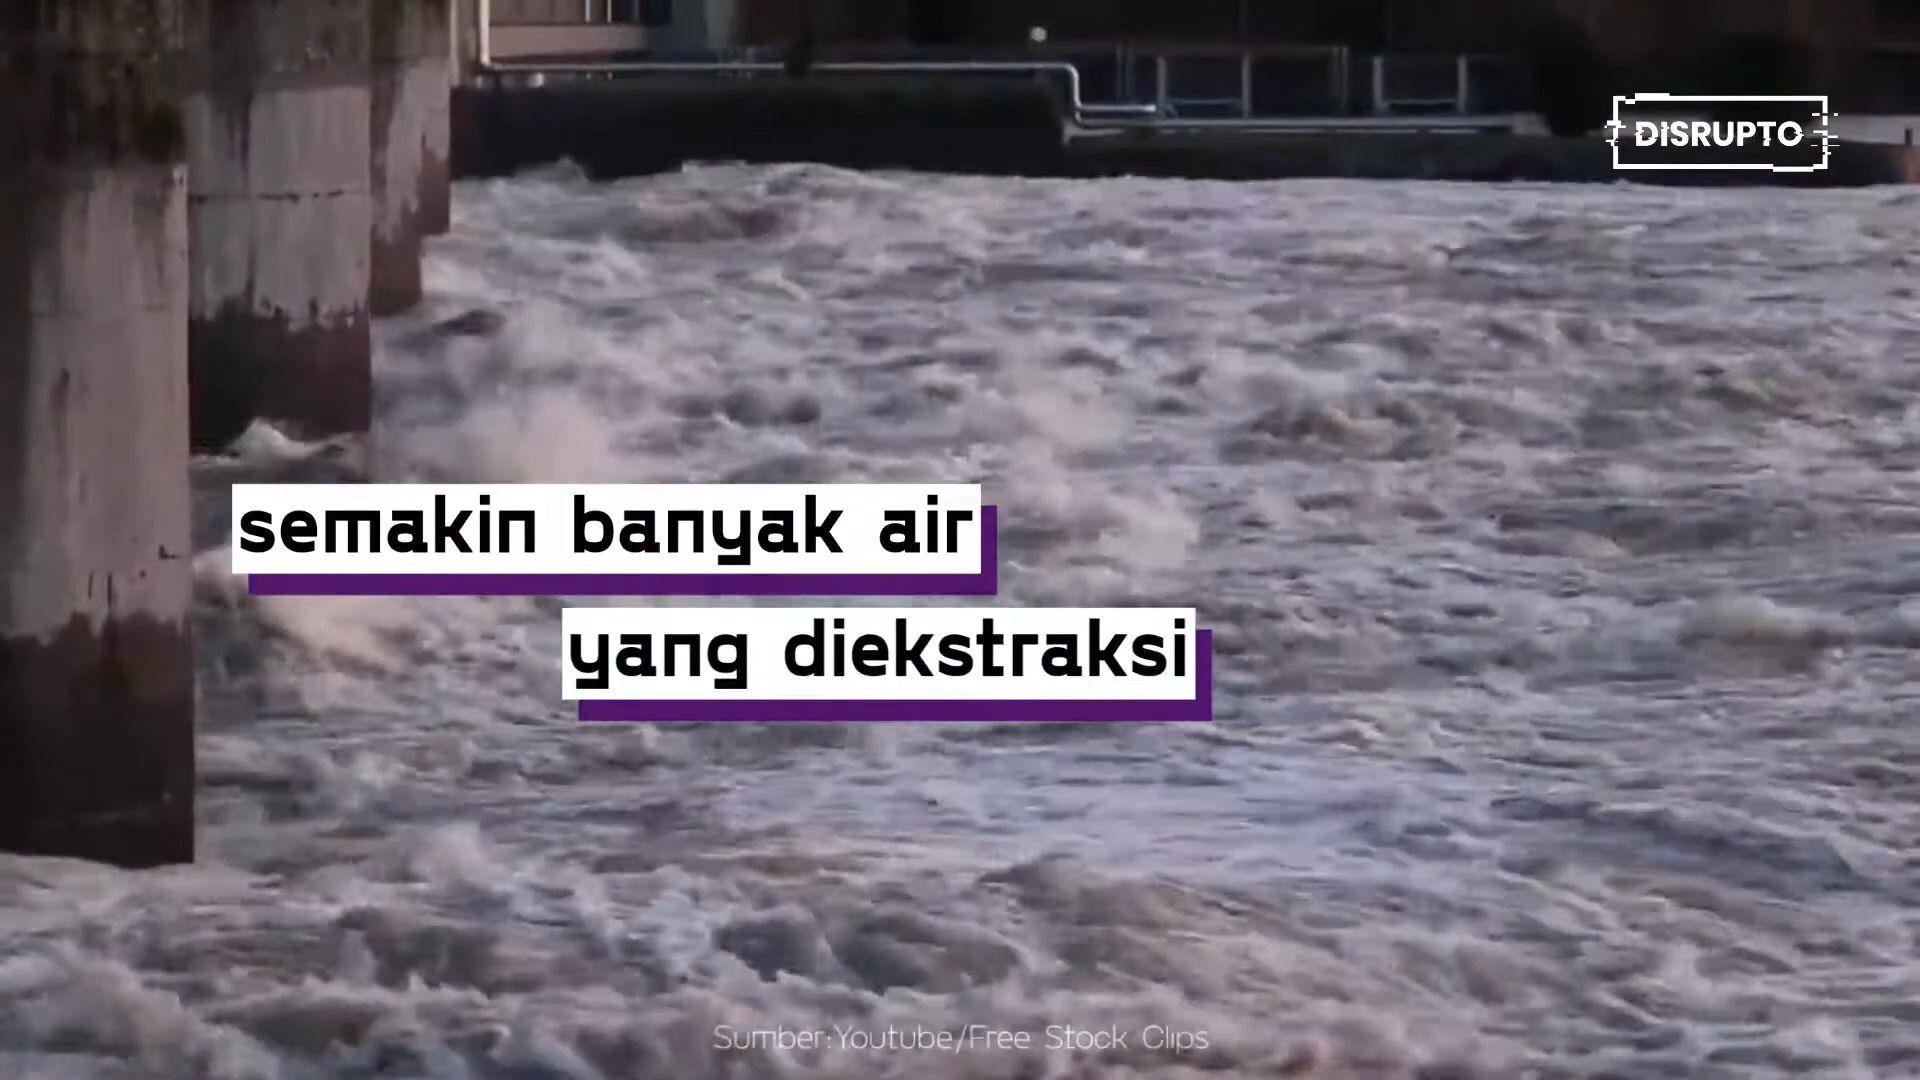 DISRUPTO
semakin banyak air
yang diekstraksi
Sumber:Youtube/Free Stock Clips